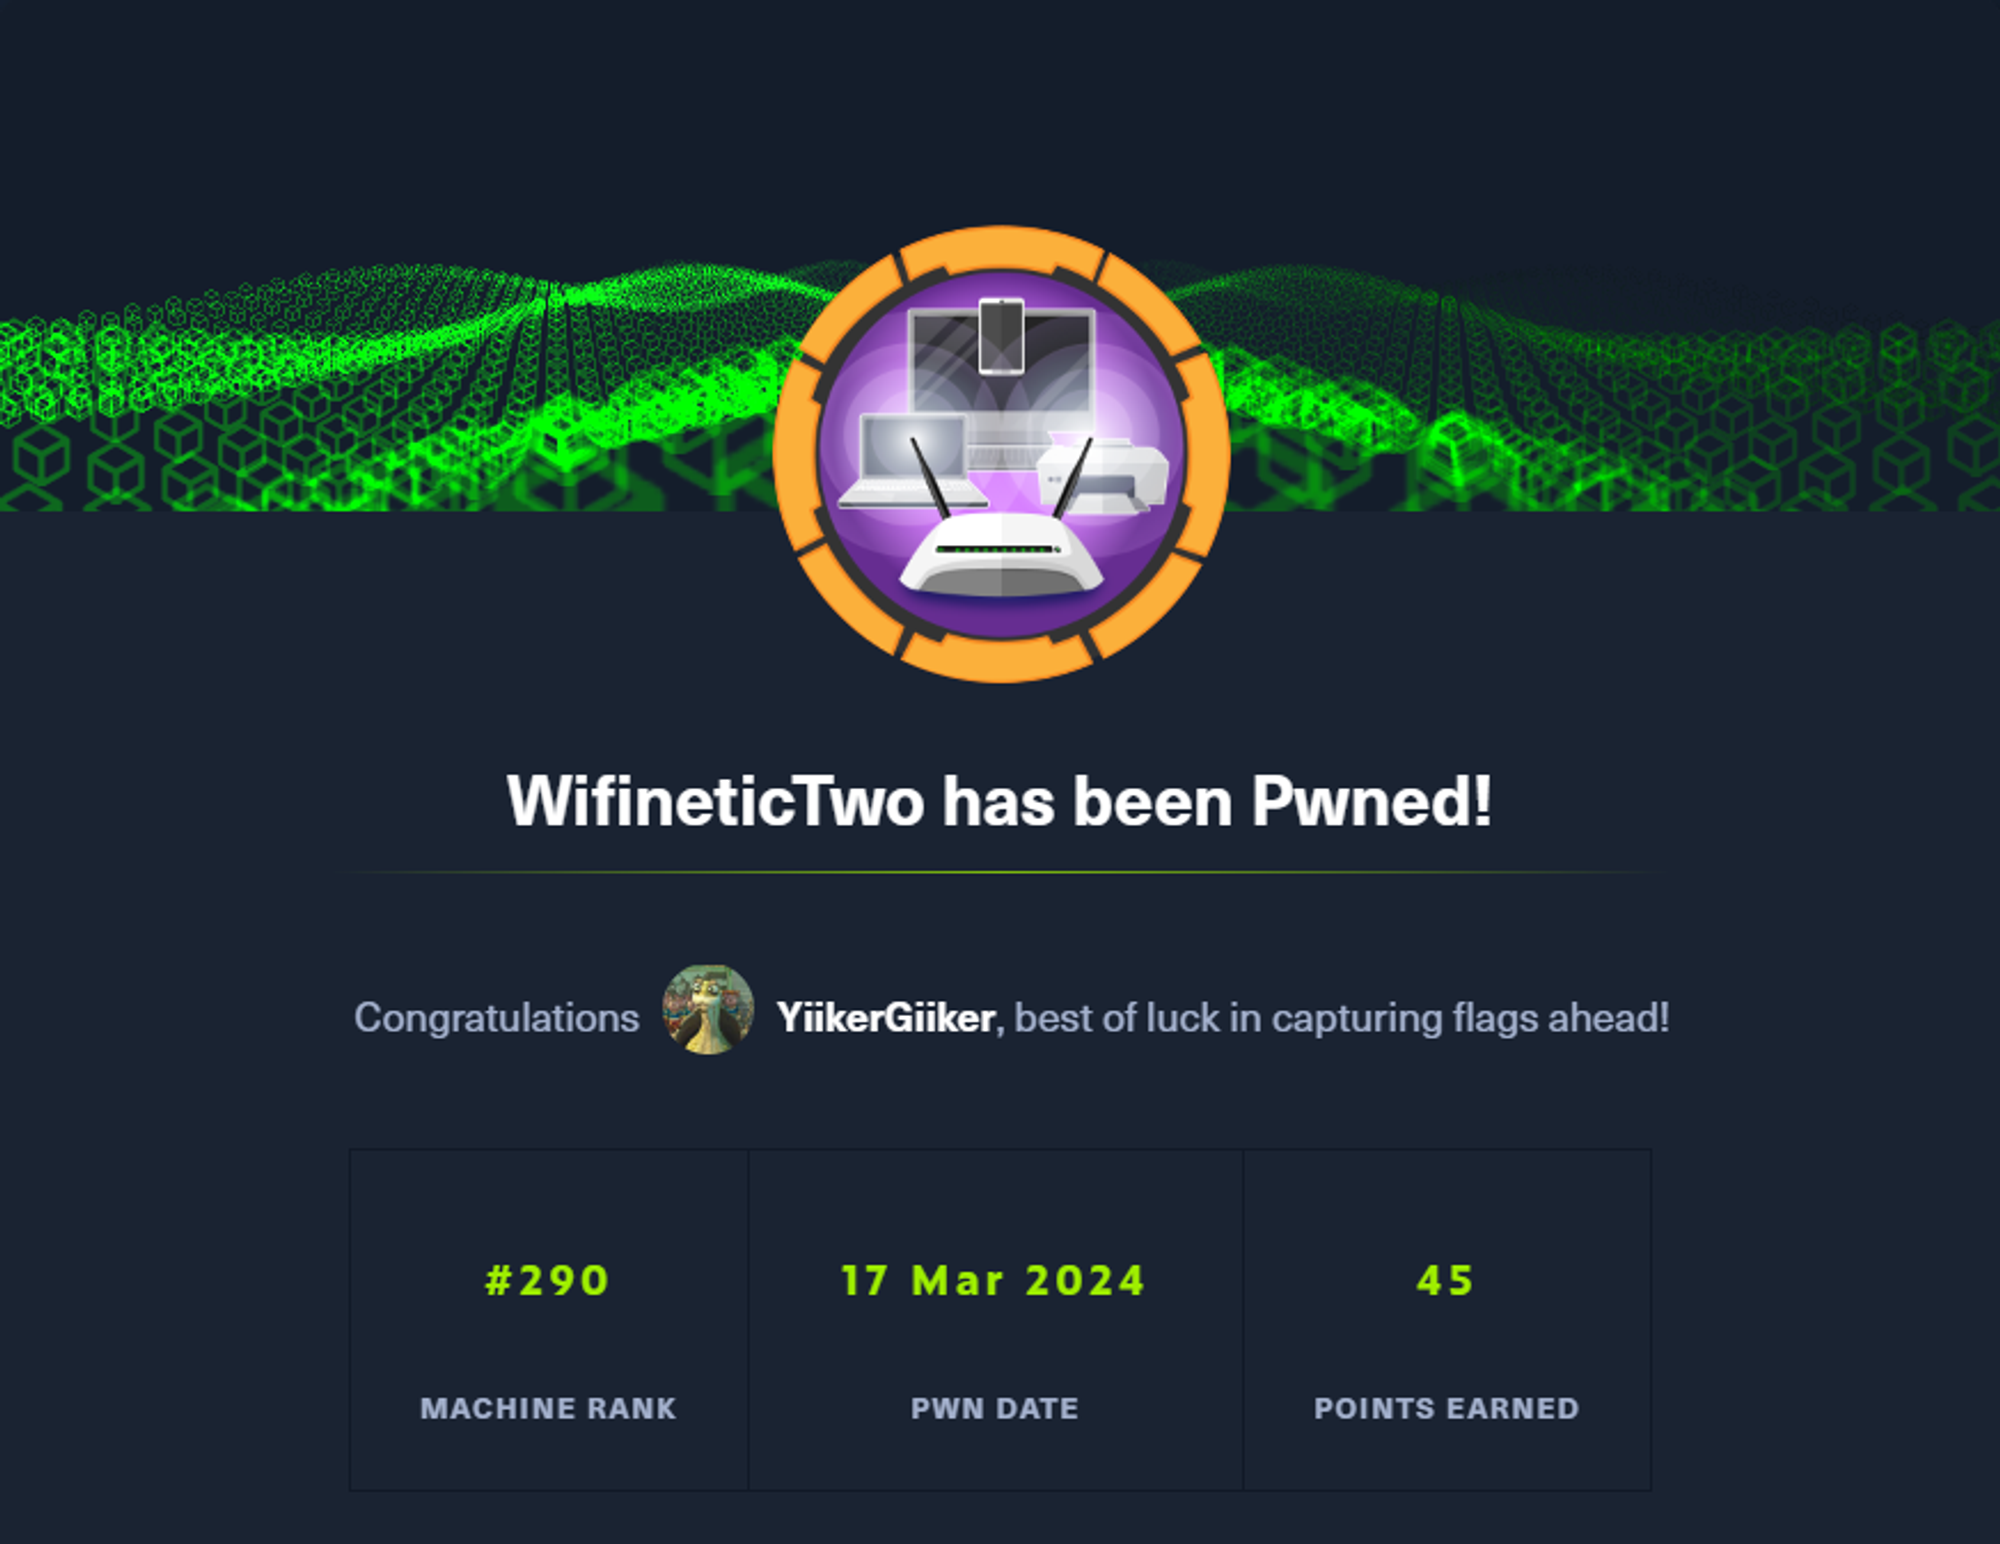 WifineticTwo has been Pwned!
Congratulations YiikerGiiker, best of luck in capturing flags ahead!
#290 17 Mar 2024 45
MACHINE RANK PWN DATE POINTS EARNED